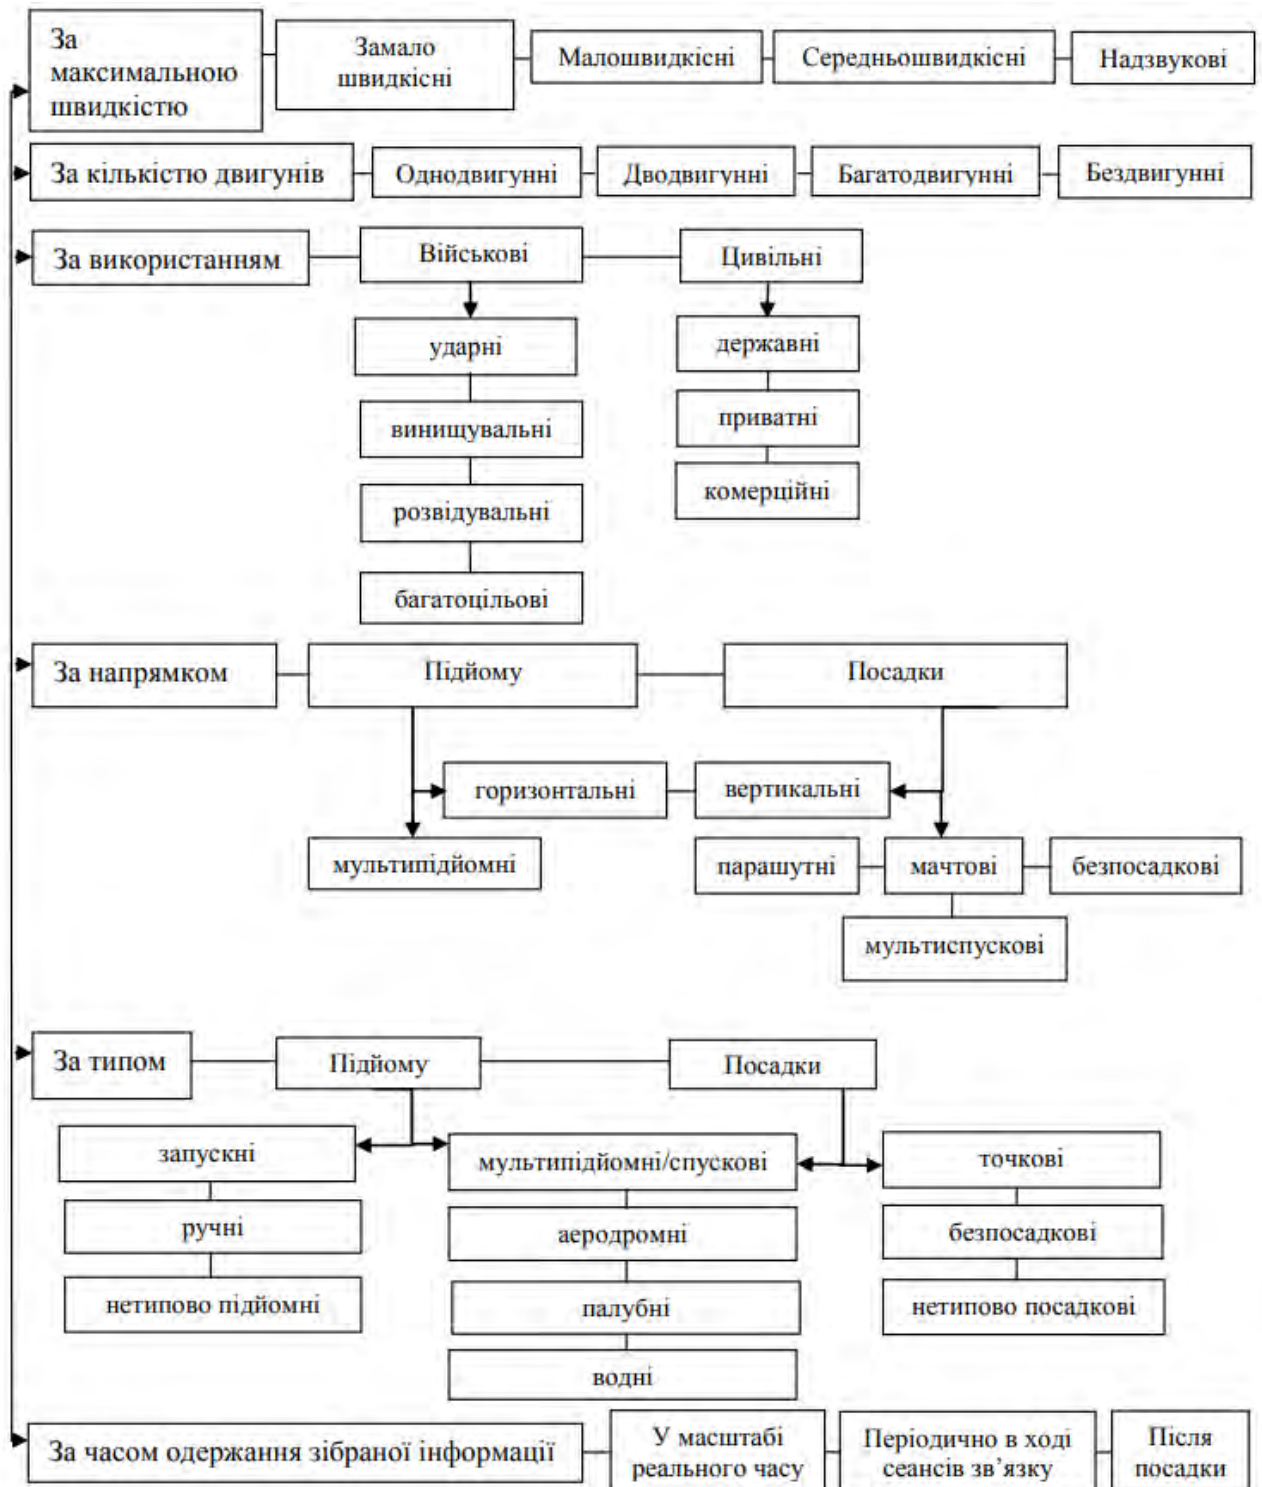 За
максимальною
швидкістю
Замало
швидкісні
Малошвидкісні
Середньошвидкісні
Надзвукові
За кількістю двигунів
Однодвигунні
Дводвигунні
Багатодвигунні
Бездвигунні
За використанням
Військові
Цивільні
ударні
державні
винищувальні
приватні
розвідувальні
комерційні
багатоцільові
За напрямком
Підйому
Посадки
горизонтальні
вертикальні
мультипідйомні
парашутні
мачтові
безпосадкові
мультиспускові
За типом
Підйому
Посадки
запускні
мультипідйомні/спускові
точкові
ручні
аеродромні
безпосадкові
нетипово підйомні
палубні
нетипово посадкові
водні
За часом одержання зібраної інформації
У масштабі
реального часу
Періодично в ході
сеансів зв’язку
Після
посадки